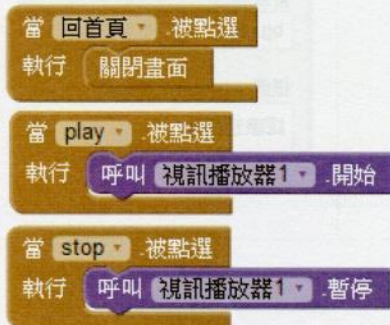 當 回首頁 .被點選
執行 關閉畫面
當 play .被點選
執行 呼叫 視訊播放器1 .開始
當 stop .被點選
執行 呼叫 視訊播放器1 .暫停